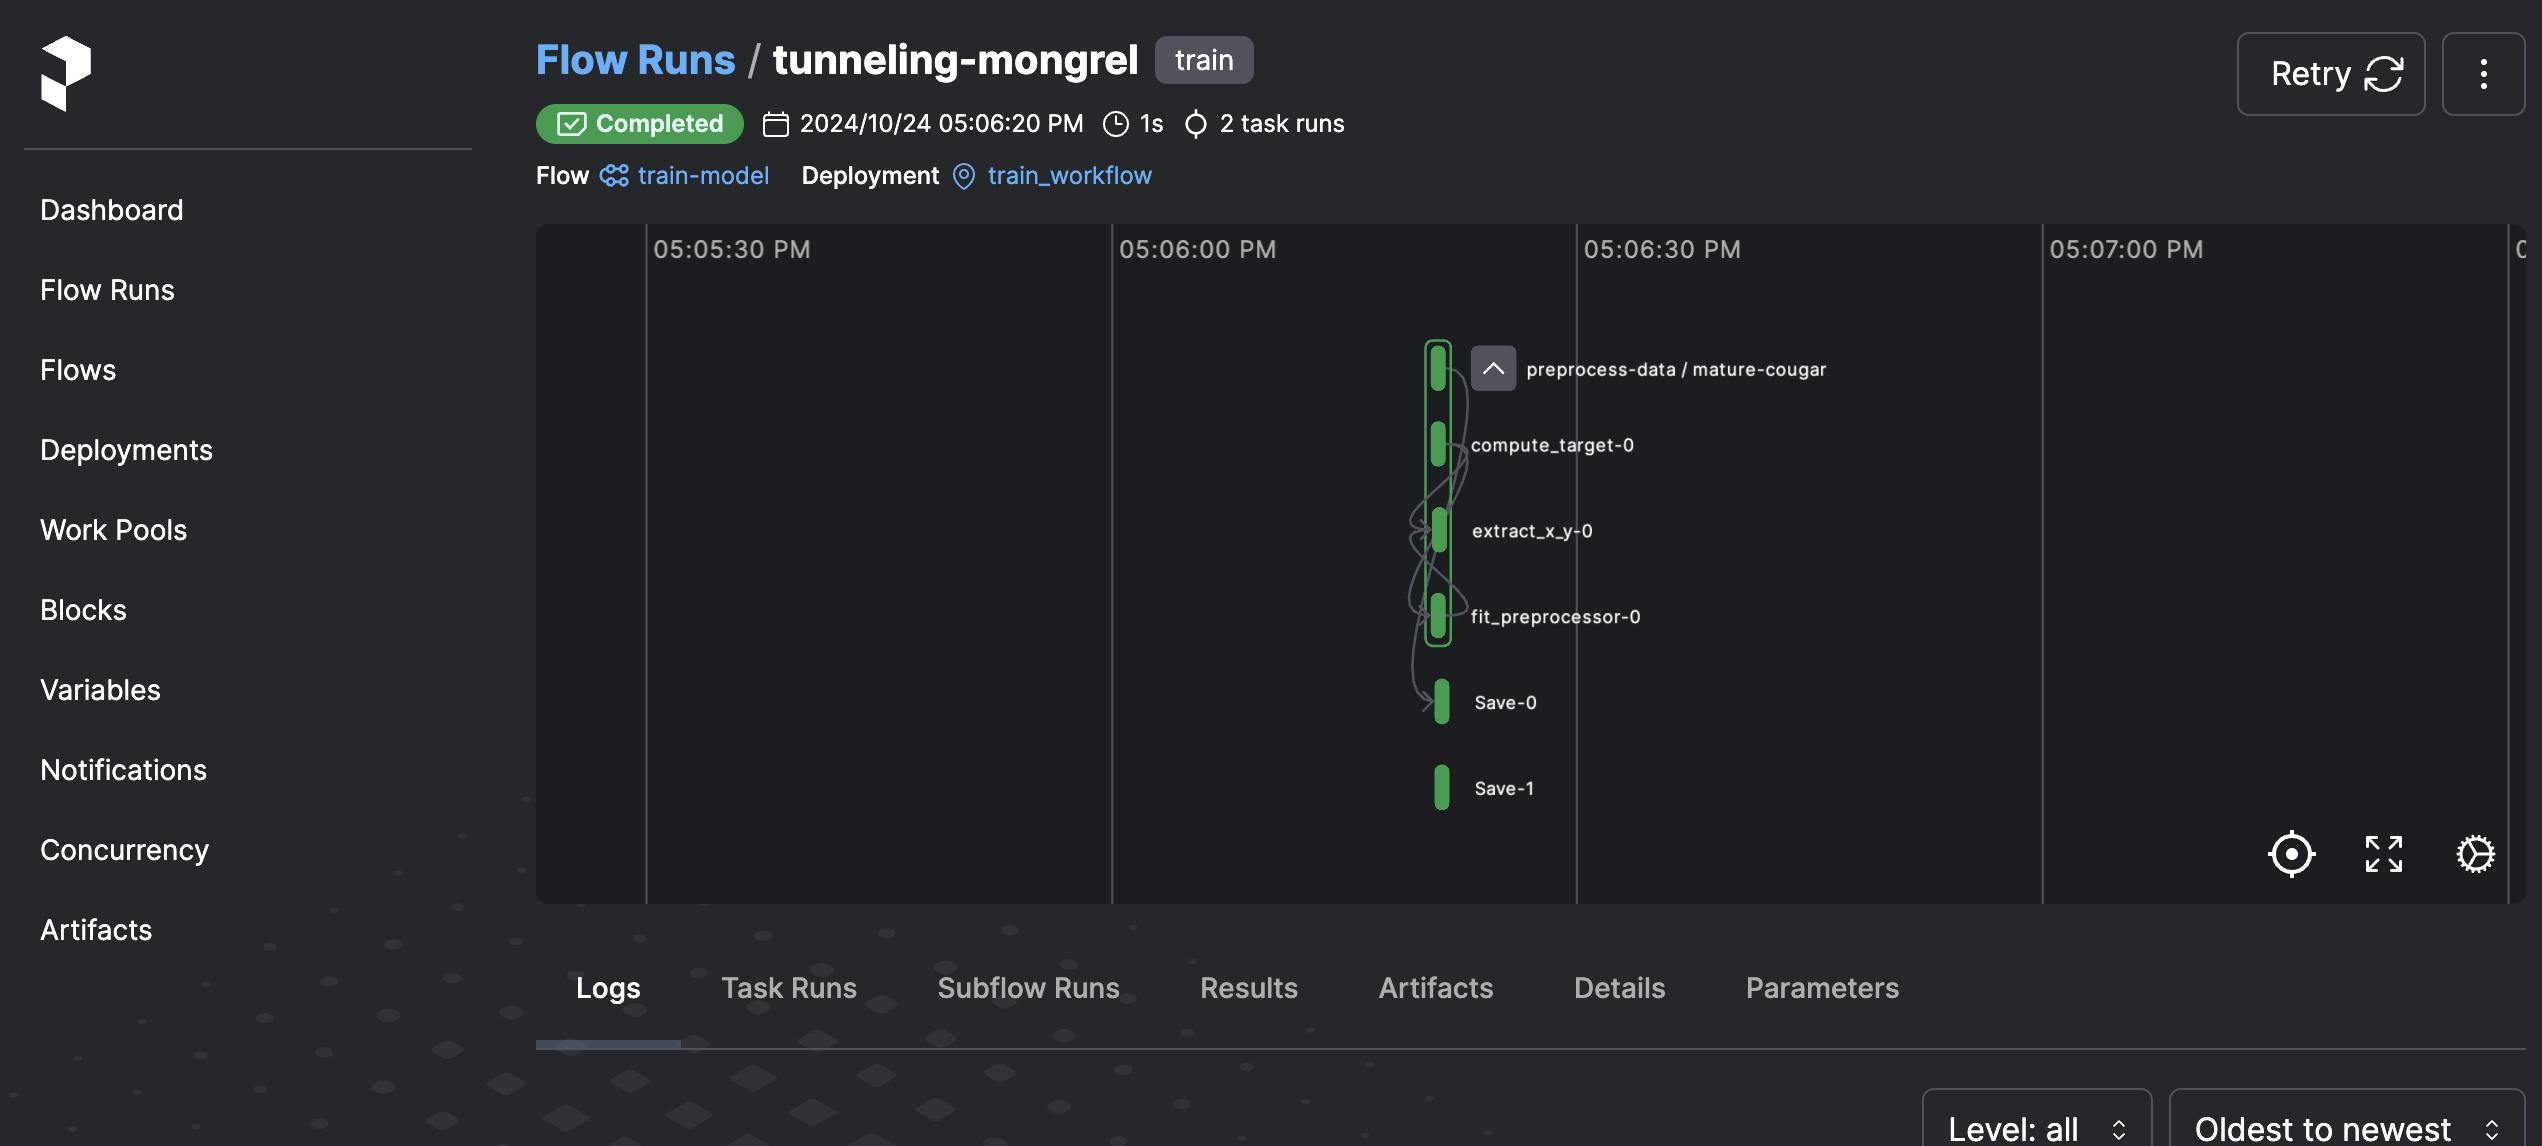 Flow Runs / tunneling-mongrel train
Retry
Completed 2024/10/24 05:06:20 PM 1s 2 task runs
Flow train-model Deployment train_workflow
Dashboard
Flow Runs
Flows
Deployments
Work Pools
Blocks
Variables
Notifications
Concurrency
Artifacts
05:05:30 PM 05:06:00 PM 05:06:30 PM 05:07:00 PM
preprocess-data / mature-cougar
compute_target-0
extract_x_y-0
fit_preprocessor-0
Save-0
Save-1
Logs Task Runs Subflow Runs Results Artifacts Details Parameters
Level: all Oldest to newest